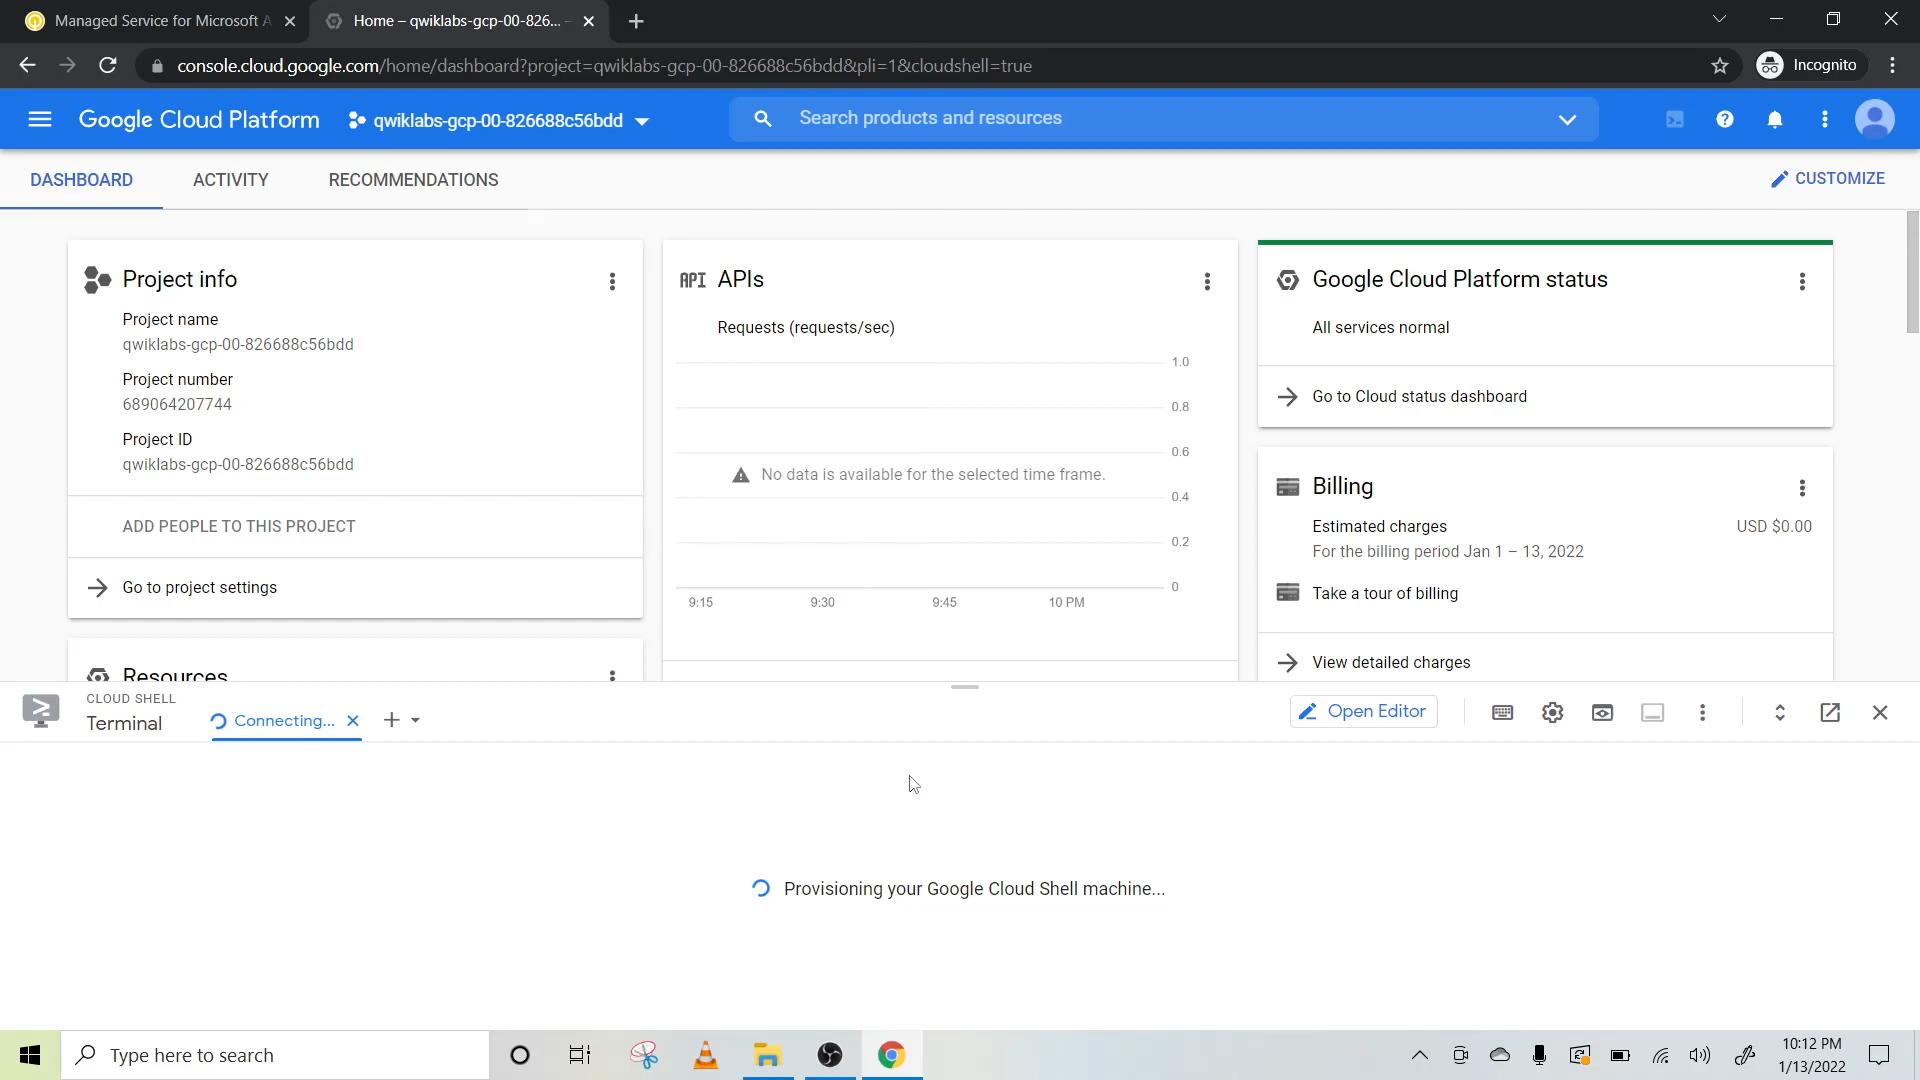 Managed Service for Microsoft A
Home – qwiklabs-gcp-00-826...
console.cloud.google.com/home/dashboard?project=qwiklabs-gcp-00-826688c56bdd&pli=1&cloudshell=true
Incognito
Google Cloud Platform
qwiklabs-gcp-00-826688c56bdd
Search products and resources
DASHBOARD
ACTIVITY
RECOMMENDATIONS
CUSTOMIZE
Project info
Project name
qwiklabs-gcp-00-826688c56bdd
Project number
689064207744
Project ID
qwiklabs-gcp-00-826688c56bdd
ADD PEOPLE TO THIS PROJECT
Go to project settings
Resources
API APIs
Requests (requests/sec)
1.0
0.8
0.6
No data is available for the selected time frame.
0.4
0.2
0
9:15
9:30
9:45
10 PM
Google Cloud Platform status
All services normal
Go to Cloud status dashboard
Billing
Estimated charges
USD $0.00
For the billing period Jan 1 – 13, 2022
Take a tour of billing
View detailed charges
CLOUD SHELL
Terminal
Connecting...
Open Editor
Provisioning your Google Cloud Shell machine...
Type here to search
10:12 PM
1/13/2022